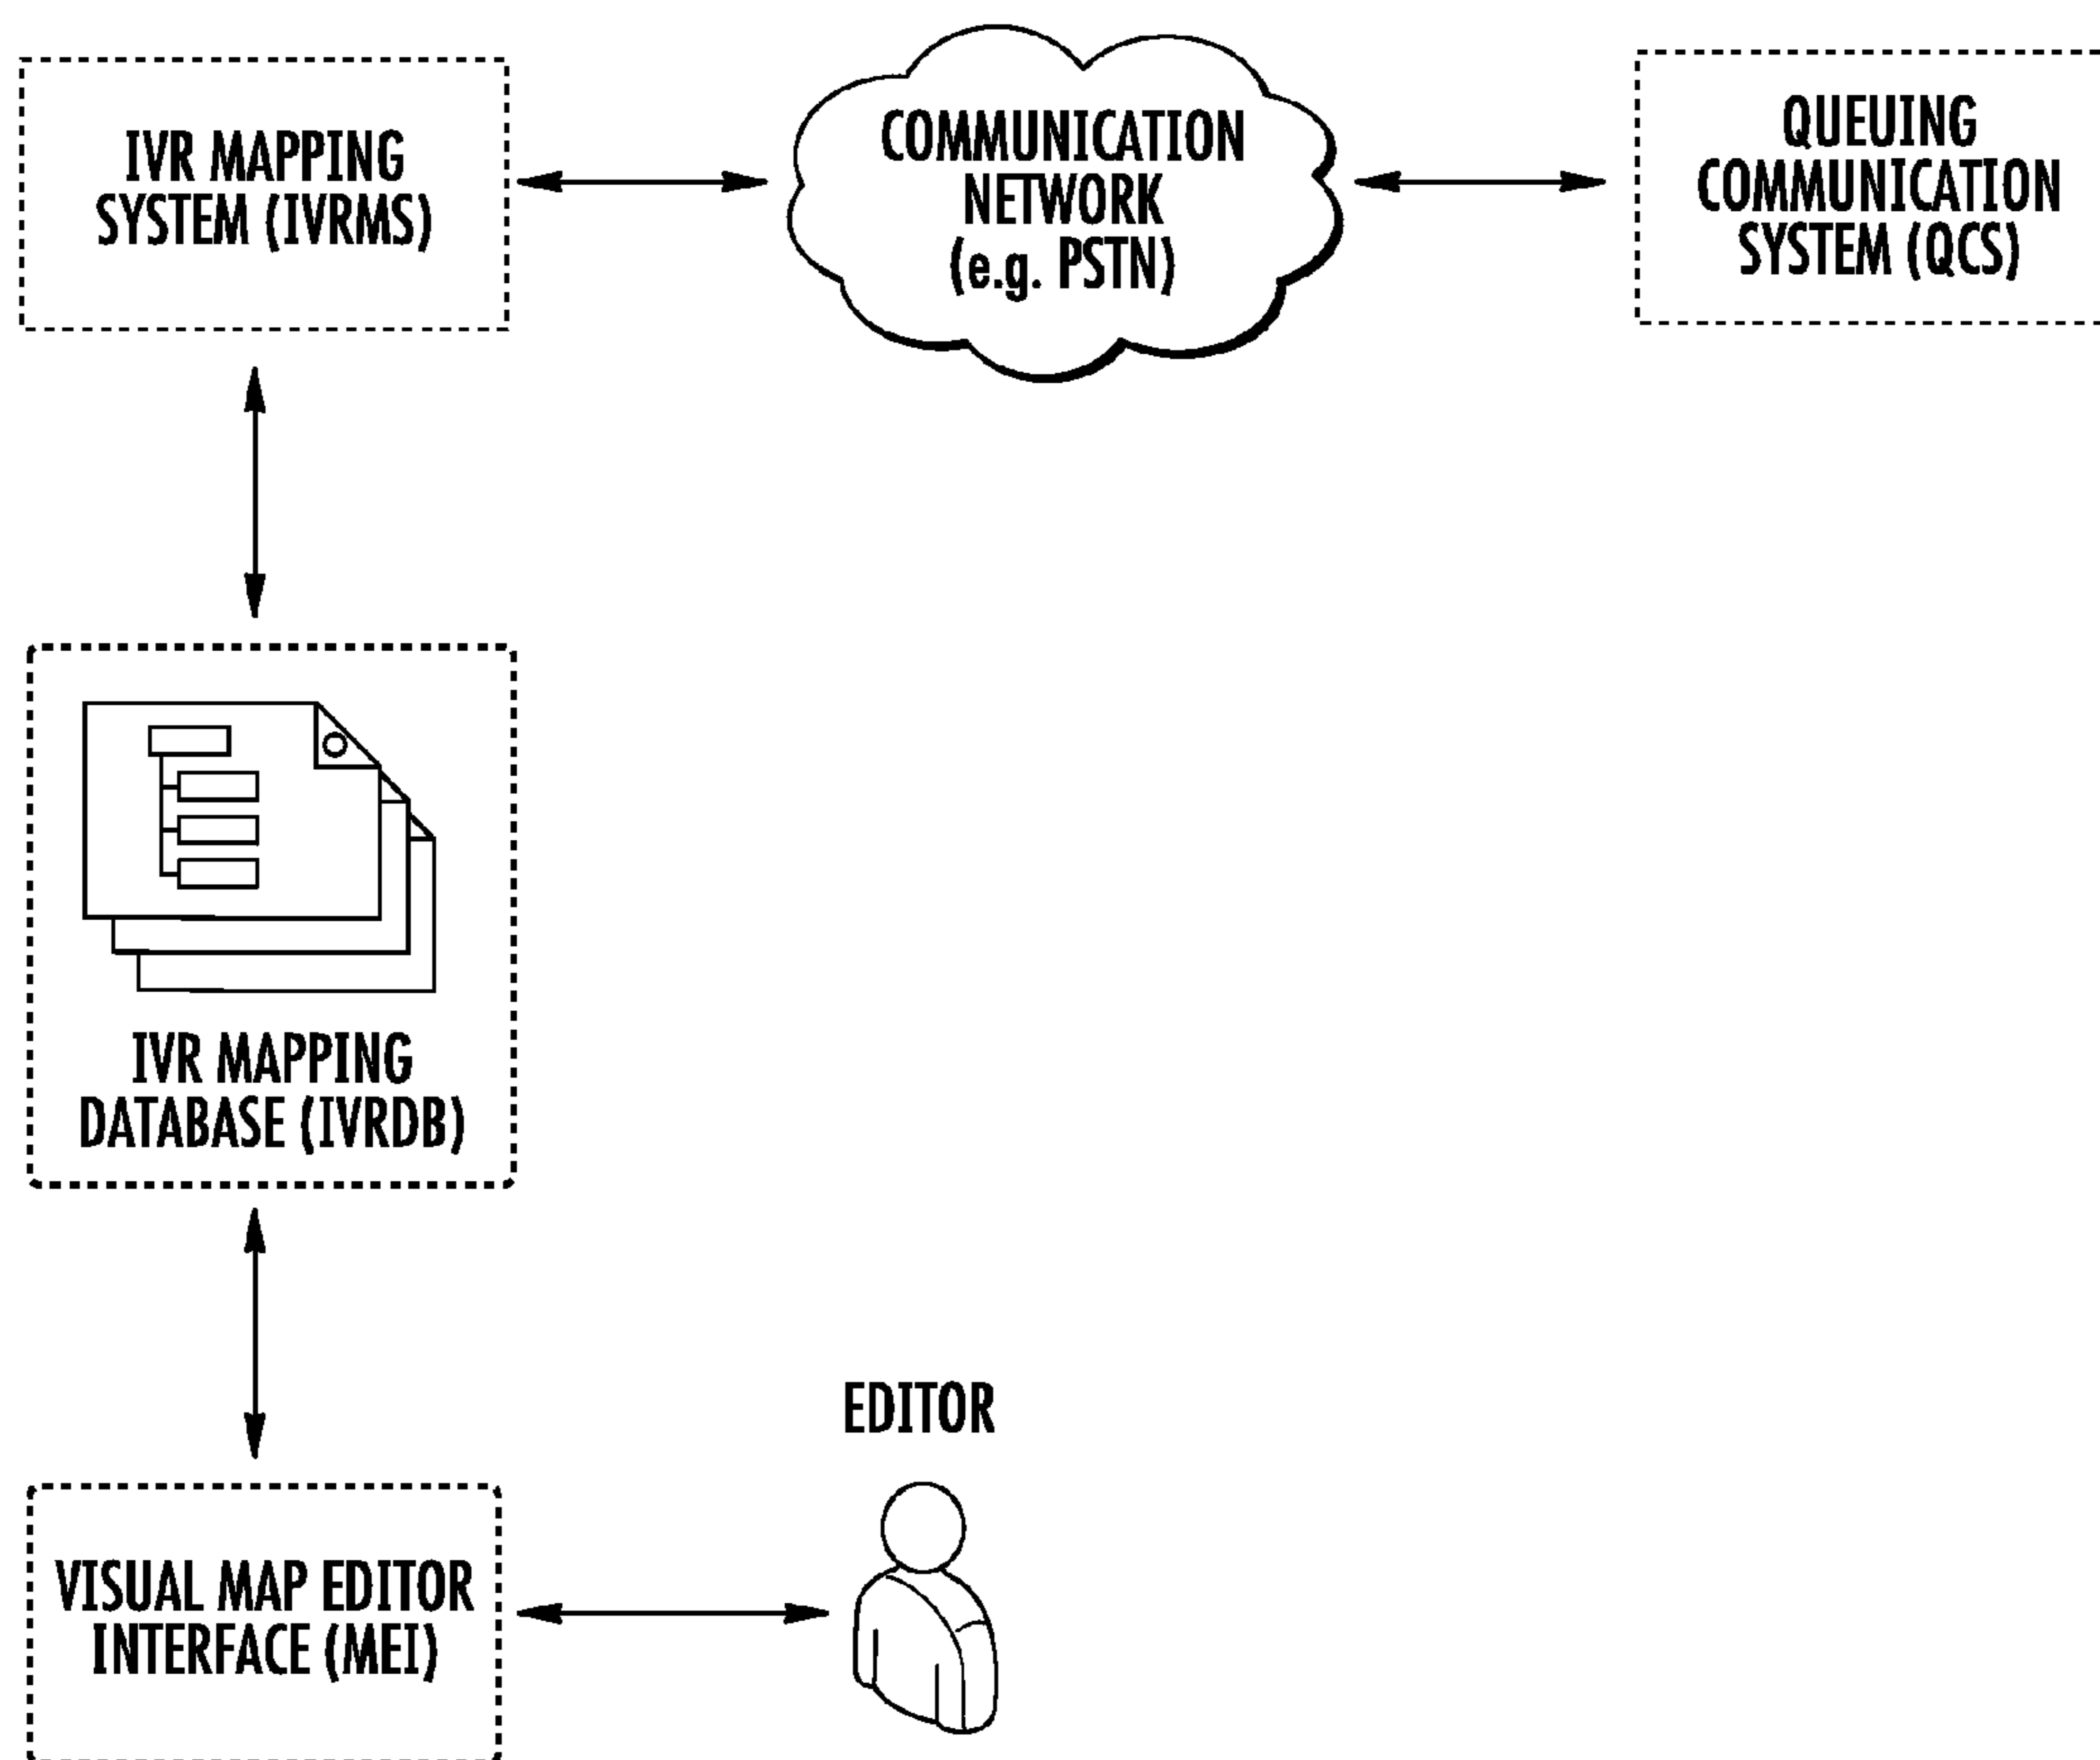 IVR MAPPING
SYSTEM (IVRMS)
COMMUNICATION
NETWORK
(e.g. PSTN)
QUEUING
COMMUNICATION
SYSTEM (QCS)
IVR MAPPING
DATABASE (IVRDB)
EDITOR
VISUAL MAP EDITOR
INTERFACE (MEI)